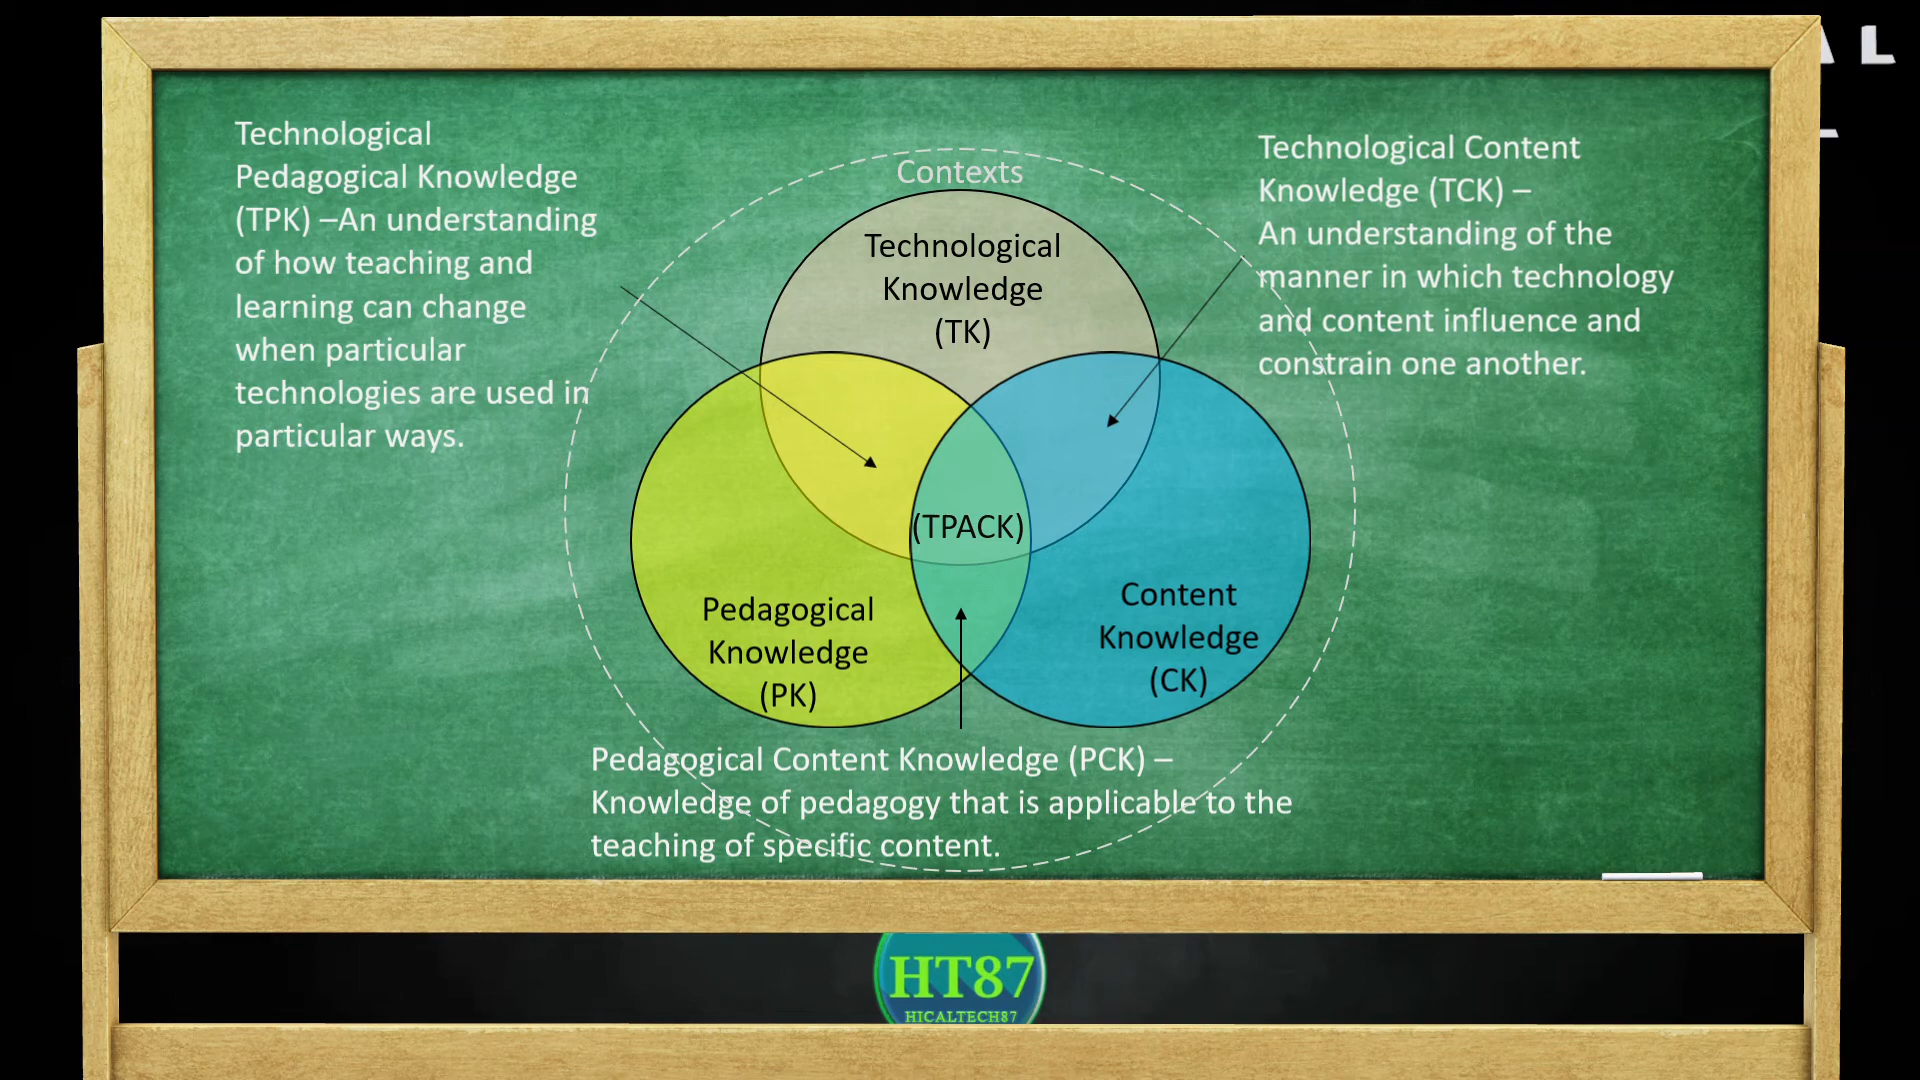 Technological
Pedagogical Knowledge
(TPK) –An understanding
of how teaching and
learning can change
when particular
technologies are used in
particular ways.
Contexts
Technological
Knowledge
(TK)
Technological Content
Knowledge (TCK) –
An understanding of the
manner in which technology
and content influence and
constrain one another.
(TPACK)
Pedagogical
Knowledge
(PK)
Content
Knowledge
(CK)
Pedagogical Content Knowledge (PCK) –
Knowledge of pedagogy that is applicable to the
teaching of specific content.
HT87
HICALTECH87